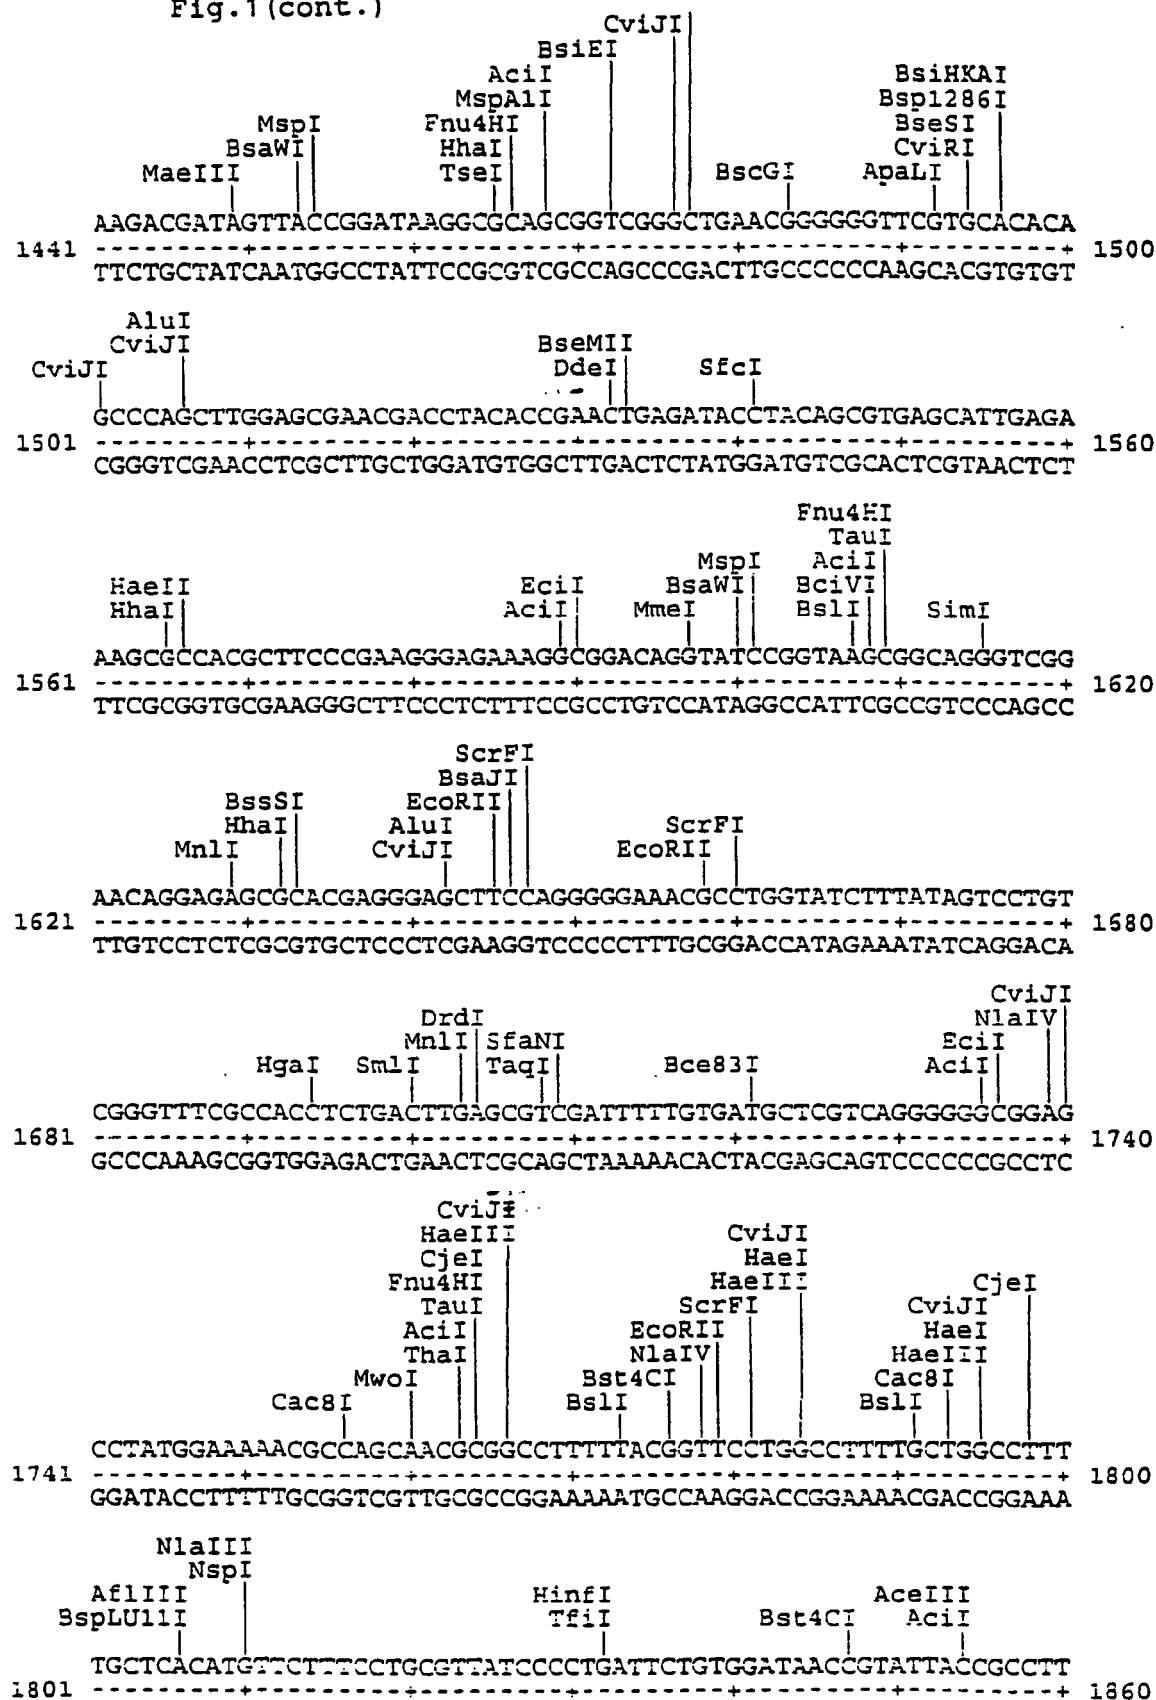 Fig.1(cont.)
CviJI
BsiEI
AciI BsiHKAI
MspA1I Bsp1286I
MspI Fnu4HI BseSI
BsaWI HhaI CviRI
MaeIII TseI BscGI ApaLI
AAGACGATAGTTACCGGATAAGGCGCAGCGGTCGGGCTGAACGGGGGGTTCGTGCACACA
1441 ---------+---------+---------+---------+---------+---------+ 1500
TTCTGCTATCAATGGCCTATTCCGCGTCGCCAGCCCGACTTGCCCCCCAAGCACGTGTGT
AluI
CviJI BseMII
CviJI DdeI SfcI
GCCCAGCTTGGAGCGAACGACCTACACCGAACTGAGATACCTACAGCGTGAGCATTGAGA
1501 ---------+---------+---------+---------+---------+---------+ 1560
CGGGTCGAACCTCGCTTGCTGGATGTGGCTTGACTCTATGGATGTCGCACTCGTAACTCT
Fnu4HI
TauI
MspI AciI
HaeII EciI BsaWI BciVI
HhaI AciI MmeI BslI SimI
AAGCGCCACGCTTCCCGAAGGGAGAAAGGCGGACAGGTATCCGGTAAGCGGCAGGGTCGG
1561 ---------+---------+---------+---------+---------+---------+ 1620
TTCGCGGTGCGAAGGGCTTCCCTCTTTCCGCCTGTCCATAGGCCATTCGCCGTCCCAGCC
ScrFI
BsaJI
BssSI EcoRII
HhaI AluI ScrFI
MnlI CviJI EcoRII
AACAGGAGAGCGCACGAGGGAGCTTCCAGGGGGAAACGCCTGGTATCTTTATAGTCCTGT
1621 ---------+---------+---------+---------+---------+---------+ 1680
TTGTCCTCTCGCGTGCTCCCTCGAAGGTCCCCCTTTGCGGACCATAGAAATATCAGGACA
CviJI
DrdI NlaIV
MnlI SfaNI EciI
HgaI SmlI TaqI Bce83I AciI
CGGGTTTCGCCACCTCTGACTTGAGCGTCGATTTTTGTGATGCTCGTCAGGGGGGCGGAG
1681 ---------+---------+---------+---------+---------+---------+ 1740
GCCCAAAGCGGTGGAGACTGAACTCGCAGCTAAAAACACTACGAGCAGTCCCCCCGCCTC
CviJI
HaeIII CviJI
CjeI HaeI
Fnu4HI HaeIII CjeI
TauI ScrFI CviJI
AciI EcoRII HaeI
ThaI NlaIV HaeIII
MwoI Bst4CI Cac8I
Cac8I BslI BslI
CCTATGGAAAAACGCCAGCAACGCGGCCTTTTTACGGTTCCTGGCCTTTTGCTGGCCTTT
1741 ---------+---------+---------+---------+---------+---------+ 1800
GGATACCTTTTTGCGGTCGTTGCGCCGGAAAAATGCCAAGGACCGGAAAACGACCGGAAA
NlaIII
NspI
AflIII HinfI AceIII
BspLU11I TfiI Bst4CI AciI
TGCTCACATGTTCTTTCCTGCGTTATCCCCTGATTCTGTGGATAACCGTATTACCGCCTT
1801 ---------+---------+---------+---------+---------+---------+ 1860